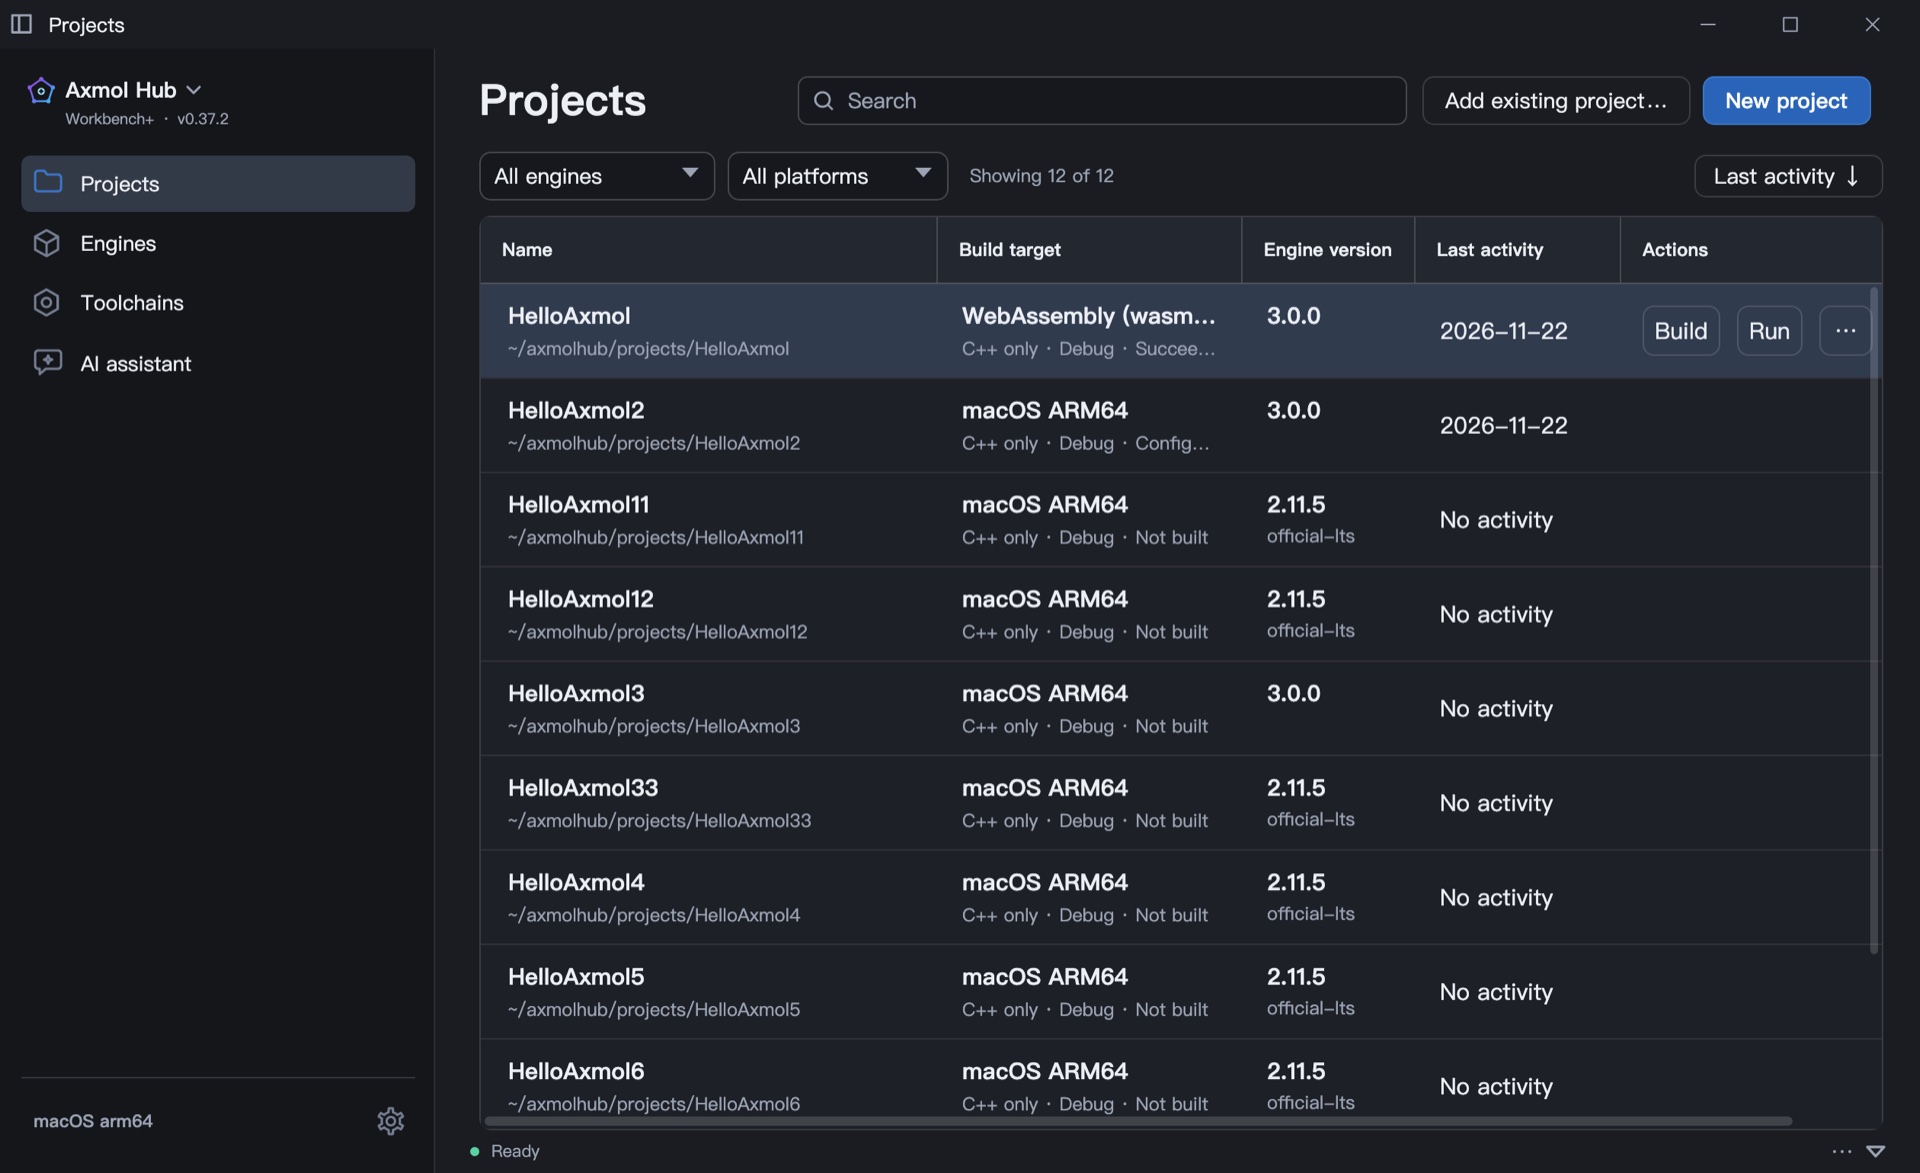 Projects
Axmol Hub
Workbench+ · v0.37.2
Projects
Engines
Toolchains
AI assistant
macOS arm64
Projects
Search
Add existing project...
New project
All engines
All platforms
Showing 12 of 12
Last activity ↓
Name Build target Engine version Last activity Actions
HelloAxmol WebAssembly (wasm... 3.0.0
~/axmolhub/projects/HelloAxmol C++ only · Debug · Succee... 2026-11-22 Build Run ...
HelloAxmol2 macOS ARM64 3.0.0
~/axmolhub/projects/HelloAxmol2 C++ only · Debug · Config... 2026-11-22
HelloAxmol11 macOS ARM64 2.11.5
~/axmolhub/projects/HelloAxmol11 C++ only · Debug · Not built official-lts No activity
HelloAxmol12 macOS ARM64 2.11.5
~/axmolhub/projects/HelloAxmol12 C++ only · Debug · Not built official-lts No activity
HelloAxmol3 macOS ARM64 3.0.0
~/axmolhub/projects/HelloAxmol3 C++ only · Debug · Not built No activity
HelloAxmol33 macOS ARM64 2.11.5
~/axmolhub/projects/HelloAxmol33 C++ only · Debug · Not built official-lts No activity
HelloAxmol4 macOS ARM64 2.11.5
~/axmolhub/projects/HelloAxmol4 C++ only · Debug · Not built official-lts No activity
HelloAxmol5 macOS ARM64 2.11.5
~/axmolhub/projects/HelloAxmol5 C++ only · Debug · Not built official-lts No activity
HelloAxmol6 macOS ARM64 2.11.5
~/axmolhub/projects/HelloAxmol6 C++ only · Debug · Not built official-lts No activity
Ready ...